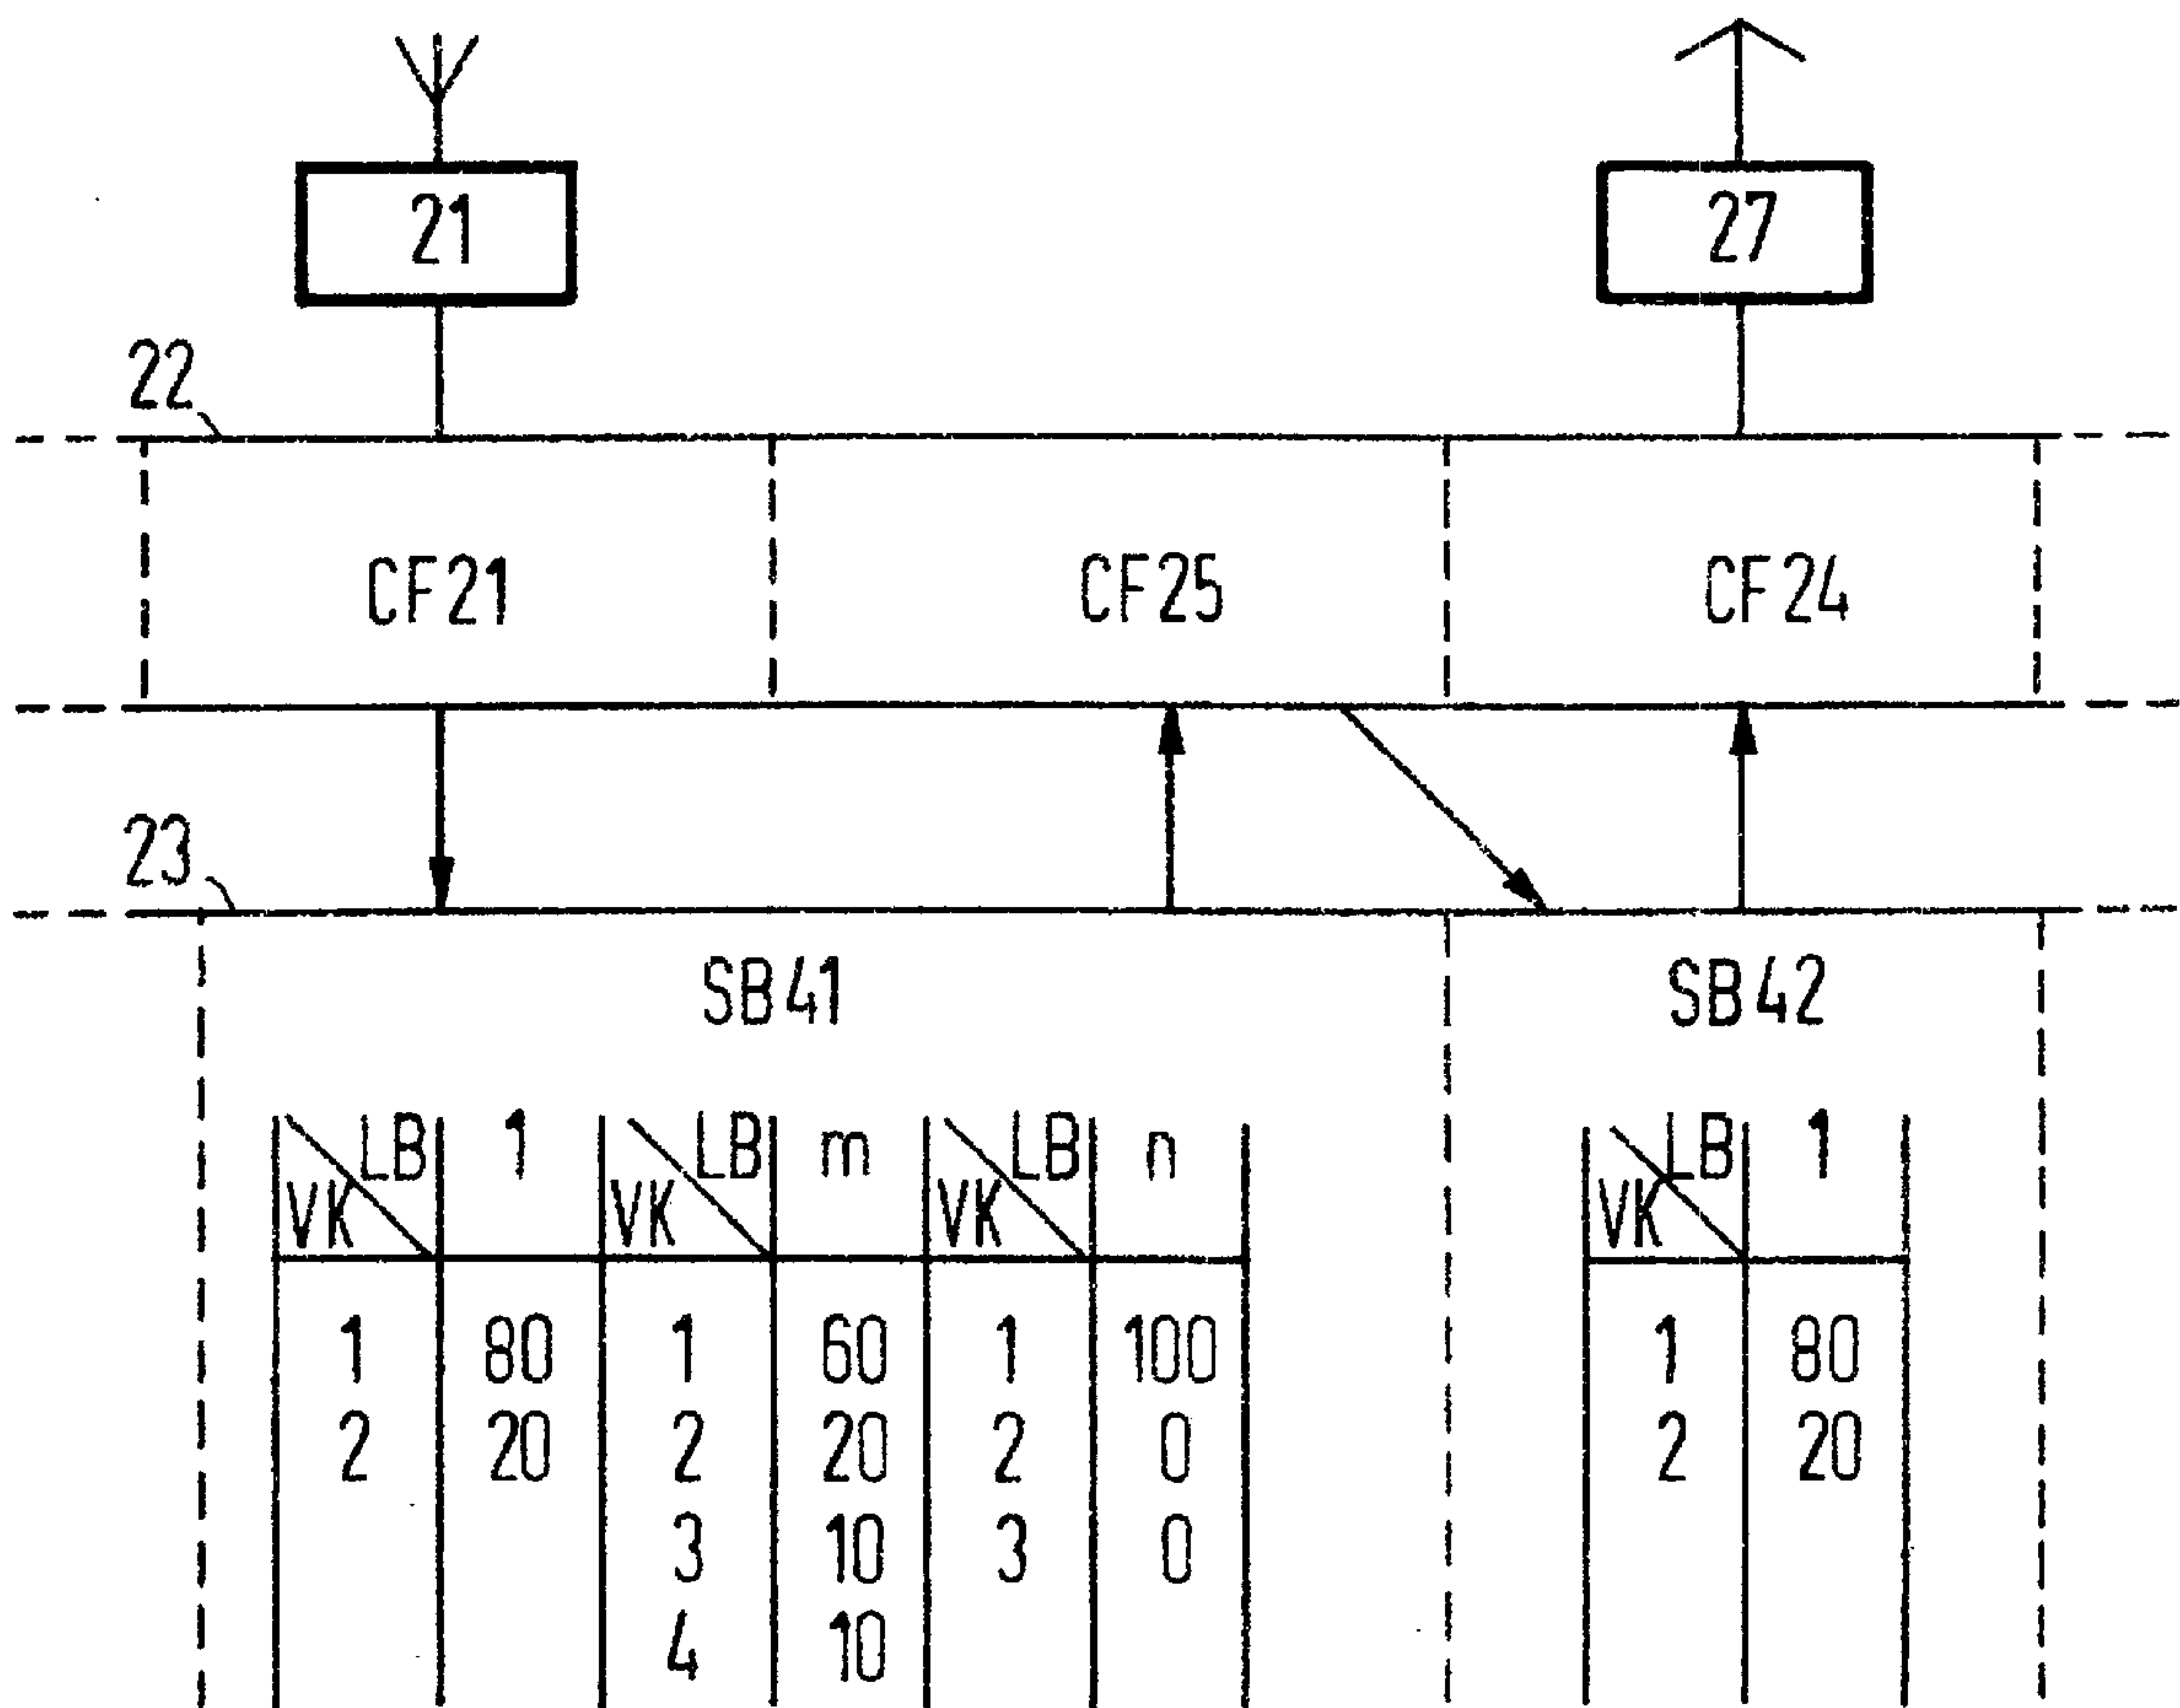 21 27
22
CF21 CF25 CF24
23
SB41 SB42
LB 1 LB m LB n LB 1
VK VK VK VK
1 80 1 60 1 100 1 80
2 20 2 20 2 0 2 20
3 10 3 0
4 10